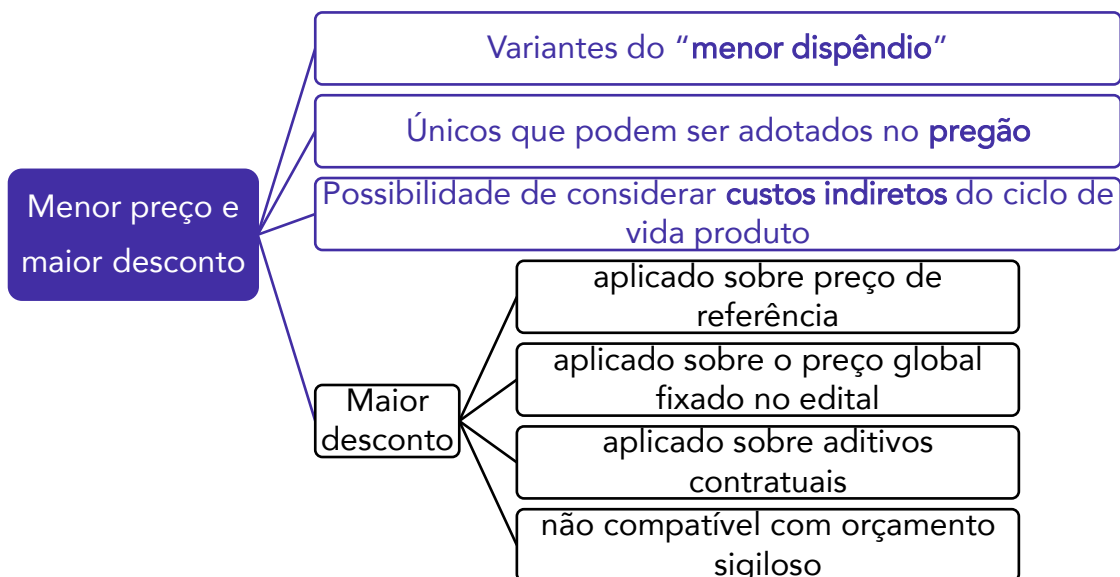 Variantes do “menor dispêndio”
Únicos que podem ser adotados no pregão
Menor preço e
maior desconto
Possibilidade de considerar custos indiretos do ciclo de
vida produto
Maior
desconto
aplicado sobre preço de
referência
aplicado sobre o preço global
fixado no edital
aplicado sobre aditivos
contratuais
não compatível com orçamento
sigiloso